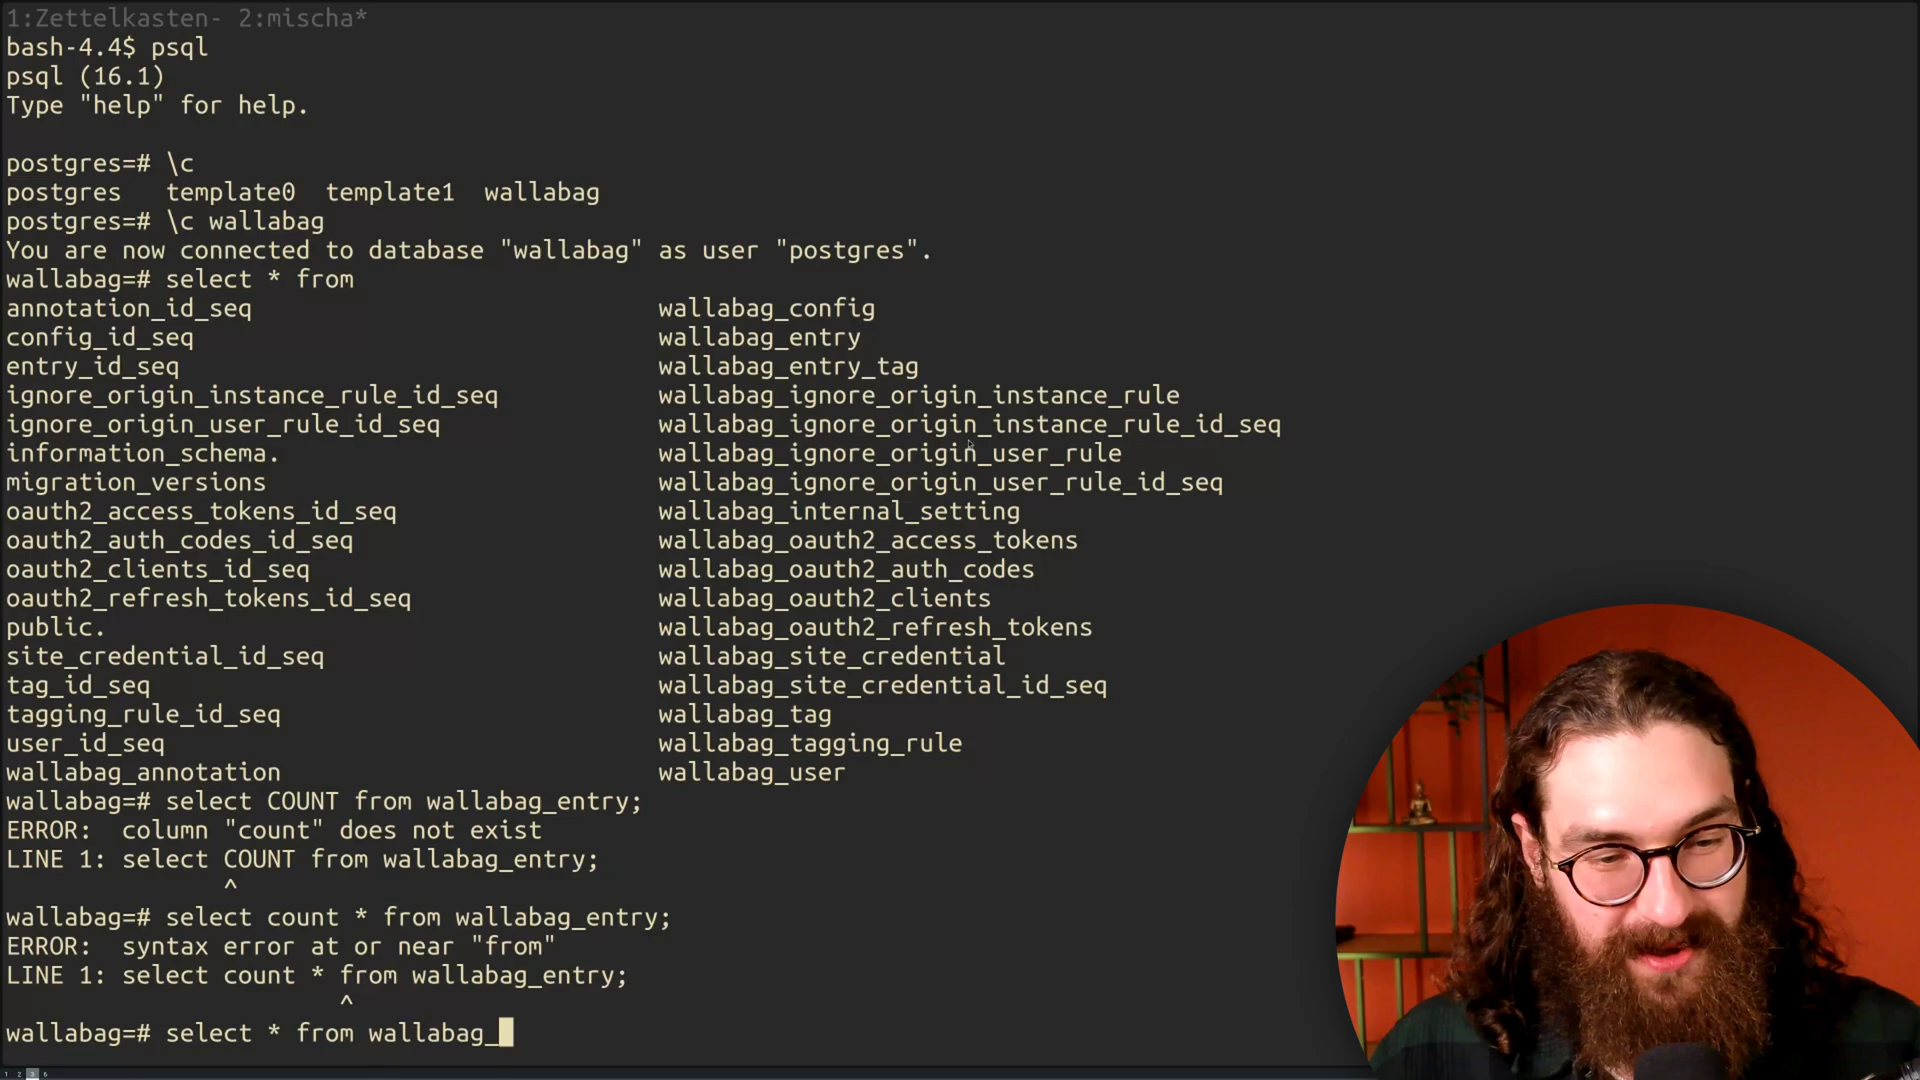 1:Zettelkasten- 2:mischa*
bash-4.4$ psql
psql (16.1)
Type "help" for help.
postgres=# \c
postgres   template0  template1  wallabag
postgres=# \c wallabag
You are now connected to database "wallabag" as user "postgres".
wallabag=# select * from
annotation_id_seq                            wallabag_config
config_id_seq                                wallabag_entry
entry_id_seq                                 wallabag_entry_tag
ignore_origin_instance_rule_id_seq           wallabag_ignore_origin_instance_rule
ignore_origin_user_rule_id_seq               wallabag_ignore_origin_instance_rule_id_seq
information_schema.                          wallabag_ignore_origin_user_rule
migration_versions                           wallabag_ignore_origin_user_rule_id_seq
oauth2_access_tokens_id_seq                  wallabag_internal_setting
oauth2_auth_codes_id_seq                     wallabag_oauth2_access_tokens
oauth2_clients_id_seq                        wallabag_oauth2_auth_codes
oauth2_refresh_tokens_id_seq                 wallabag_oauth2_clients
public.                                      wallabag_oauth2_refresh_tokens
site_credential_id_seq                       wallabag_site_credential
tag_id_seq                                   wallabag_site_credential_id_seq
tagging_rule_id_seq                          wallabag_tag
user_id_seq                                  wallabag_tagging_rule
wallabag_annotation                          wallabag_user
wallabag=# select COUNT from wallabag_entry;
ERROR:  column "count" does not exist
LINE 1: select COUNT from wallabag_entry;
^
wallabag=# select count * from wallabag_entry;
ERROR:  syntax error at or near "from"
LINE 1: select count * from wallabag_entry;
^
wallabag=# select * from wallabag_
1 2 3 6